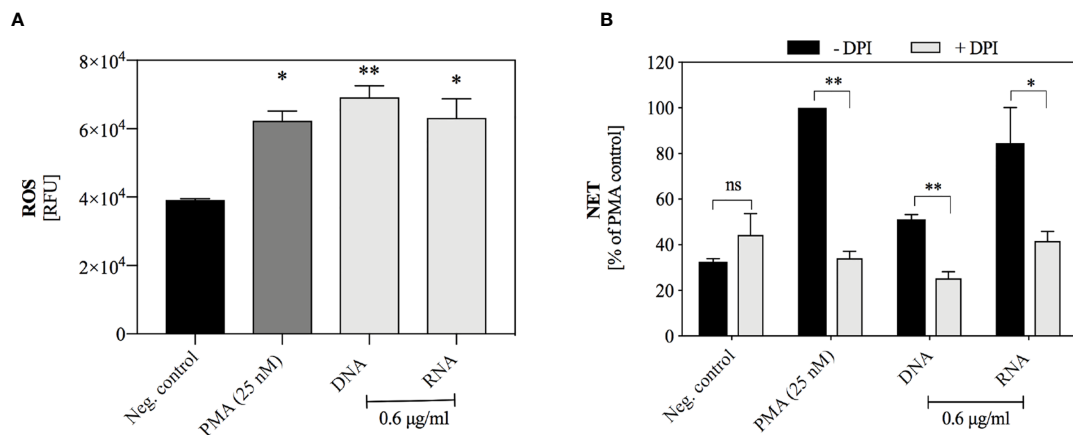 A
ROS
[RFU]
8×10⁴
6×10⁴
4×10⁴
2×10⁴
0
*
**
*
Neg. control
PMA (25 nM)
DNA
RNA
0.6 µg/ml
B
- DPI
+ DPI
NET
[% of PMA control]
120
100
80
60
40
20
0
ns
**
**
*
Neg. control
PMA (25 nM)
DNA
RNA
0.6 µg/ml